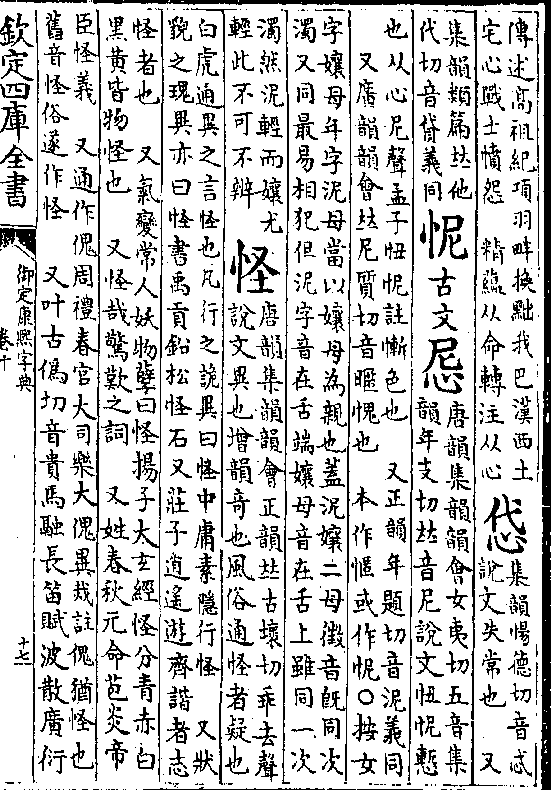 傳述髙祖紀項羽畔換黜我巴漢西土
宅心戰士憤怨 精蘊从命轉注从心
集韻惕德切音忒
說文失常也 又
集韻類篇𠀤他
代切音貸義同
怩古文
唐韻集韻韻會女夷切五音集
韻年支切𠀤音尼說文忸怩慙
也从心尼聲孟子忸怩註慚色也 又正韻年題切音泥義同
又廣韻韻會𠀤尼質切音暱愧也 本作或作怩〇按女
字孃母年字泥母當以孃母為親也蓋泥孃二母徵音旣同次
濁又同最易相犯但泥字音在舌端孃母音在舌上雖同一次
濁然泥輕而孃尤
輕此不可不辨
怪
唐韻集韻韻會正韻𠀤古壞切乖去聲
說文異也增韻奇也風俗通怪者疑也
白虎通異之言怪也凡行之詭異曰怪中庸素隱行怪 又狀
貌之瑰異亦曰怪書禹貢鉛松怪石又莊子逍遙遊齊諧者志
怪者也 又氣變常人妖物孽曰怪揚子大玄經怪分青赤白
黑黄皆物怪也 又怪哉驚歎之詞 又姓春秋元命苞炎帝
臣怪義 又通作傀周禮春官大司樂大傀異烖註傀猶怪也
舊音怪俗遂作恠 又叶古僞切音貴馬融長笛賦波散廣衍
欽定四庫全書
御定康熙字典
卷十
十七